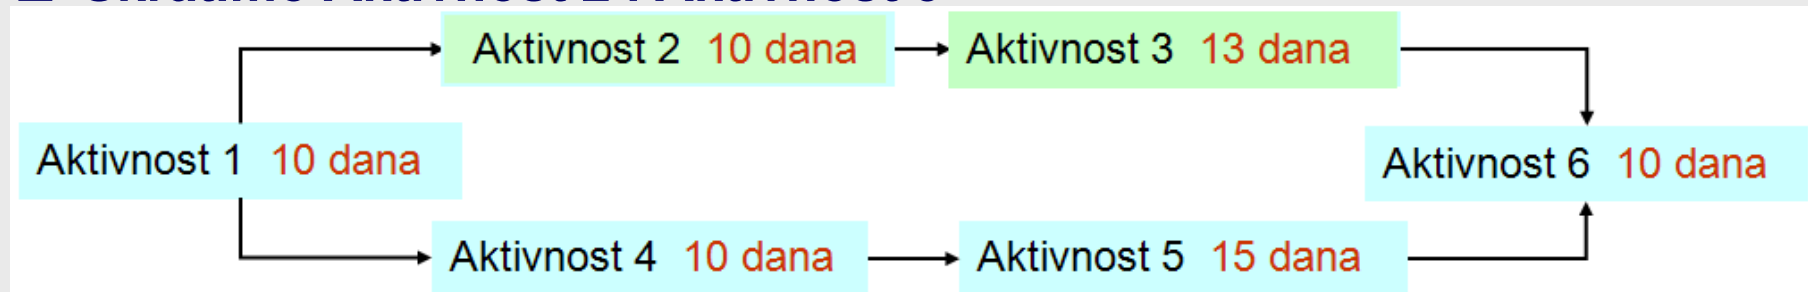 Aktivnost 2 10 dana
Aktivnost 3 13 dana
Aktivnost 1 10 dana
Aktivnost 6 10 dana
Aktivnost 4 10 dana
Aktivnost 5 15 dana